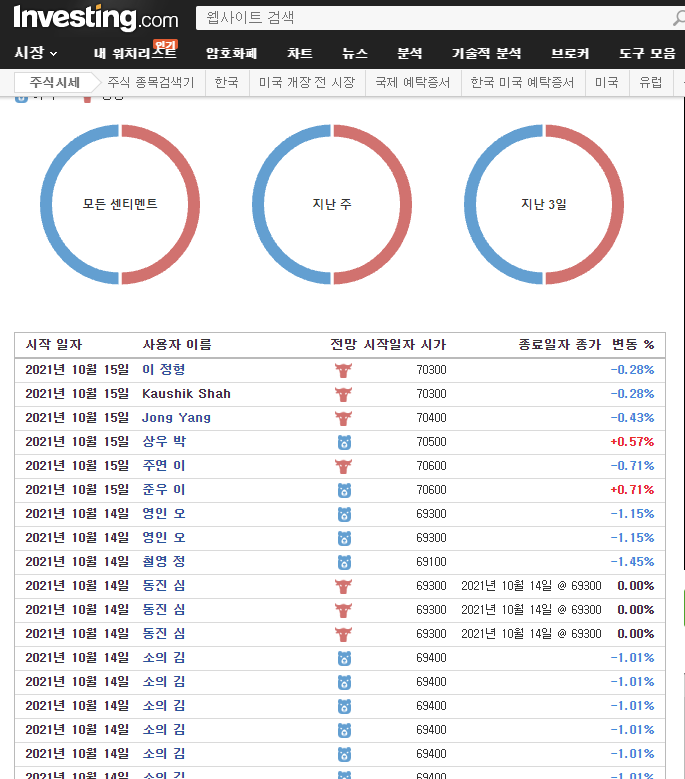 Investing.com 웹사이트 검색
시장 내 워치리스트 인기 암호화폐 차트 뉴스 분석 기술적 분석 브로커 도구 모음
주식시세 주식 종목검색기 한국 미국 개장 전 시장 국제 예탁증서 한국 미국 예탁증서 미국 유럽
모든 센티멘트 지난 주 지난 3일
시작 일자 사용자 이름 전망 시작일자 시가 종료일자 종가 변동 %
2021년 10월 15일 이 정형 70300 -0.28%
2021년 10월 15일 Kaushik Shah 70300 -0.28%
2021년 10월 15일 Jong Yang 70400 -0.43%
2021년 10월 15일 상우 박 70500 +0.57%
2021년 10월 15일 주연 이 70600 -0.71%
2021년 10월 15일 준우 이 70600 +0.71%
2021년 10월 14일 영인 오 69300 -1.15%
2021년 10월 14일 영인 오 69300 -1.15%
2021년 10월 14일 철영 정 69100 -1.45%
2021년 10월 14일 동진 심 69300 2021년 10월 14일 @ 69300 0.00%
2021년 10월 14일 동진 심 69300 2021년 10월 14일 @ 69300 0.00%
2021년 10월 14일 동진 심 69300 2021년 10월 14일 @ 69300 0.00%
2021년 10월 14일 소의 김 69400 -1.01%
2021년 10월 14일 소의 김 69400 -1.01%
2021년 10월 14일 소의 김 69400 -1.01%
2021년 10월 14일 소의 김 69400 -1.01%
2021년 10월 14일 소의 김 69400 -1.01%
2021년 10월 14일 소의 김 69400 -1.01%